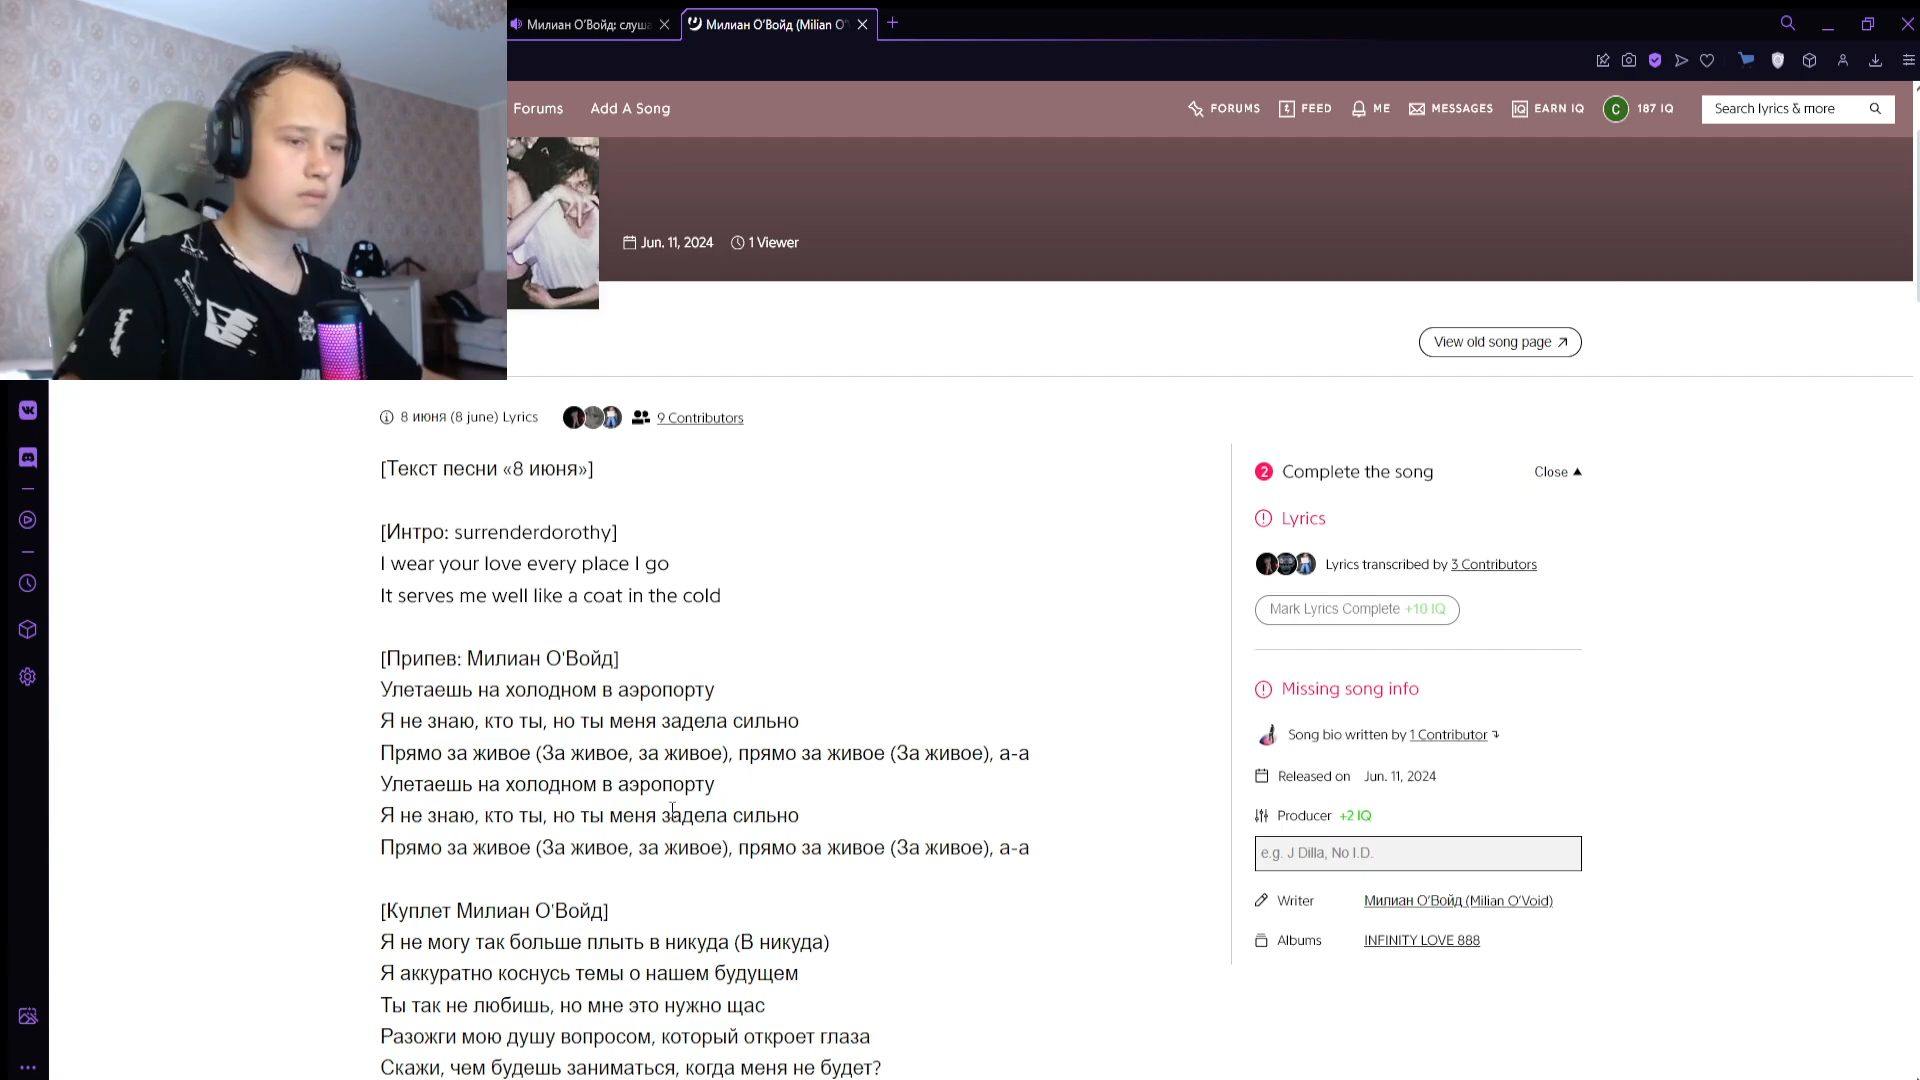 Милиан О'Войд: слуша
Милиан О'Войд (Milian O'
Forums
Add A Song
FORUMS
FEED
ME
MESSAGES
IQ EARN IQ
C
187 IQ
Search lyrics & more
Jun. 11, 2024
1 Viewer
View old song page
8 июня (8 june) Lyrics
9 Contributors
[Текст песни «8 июня»]
[Интро: surrenderdorothy]
I wear your love every place I go
It serves me well like a coat in the cold
[Припев: Милиан О'Войд]
Улетаешь на холодном в аэропорту
Я не знаю, кто ты, но ты меня задела сильно
Прямо за живое (За живое, за живое), прямо за живое (За живое), а-а
Улетаешь на холодном в аэропорту
Я не знаю, кто ты, но ты меня задела сильно
Прямо за живое (За живое, за живое), прямо за живое (За живое), а-а
[Куплет Милиан О'Войд]
Я не могу так больше плыть в никуда (В никуда)
Я аккуратно коснусь темы о нашем будущем
Ты так не любишь, но мне это нужно щас
Разожги мою душу вопросом, который откроет глаза
Скажи, чем будешь заниматься, когда меня не будет?
2 Complete the song
Close
Lyrics
Lyrics transcribed by 3 Contributors
Mark Lyrics Complete +10 IQ
Missing song info
Song bio written by 1 Contributor
Released on Jun. 11, 2024
Producer +2 IQ
e.g. J Dilla, No I.D.
Writer Милиан О'Войд (Milian O'Void)
Albums INFINITY LOVE 888